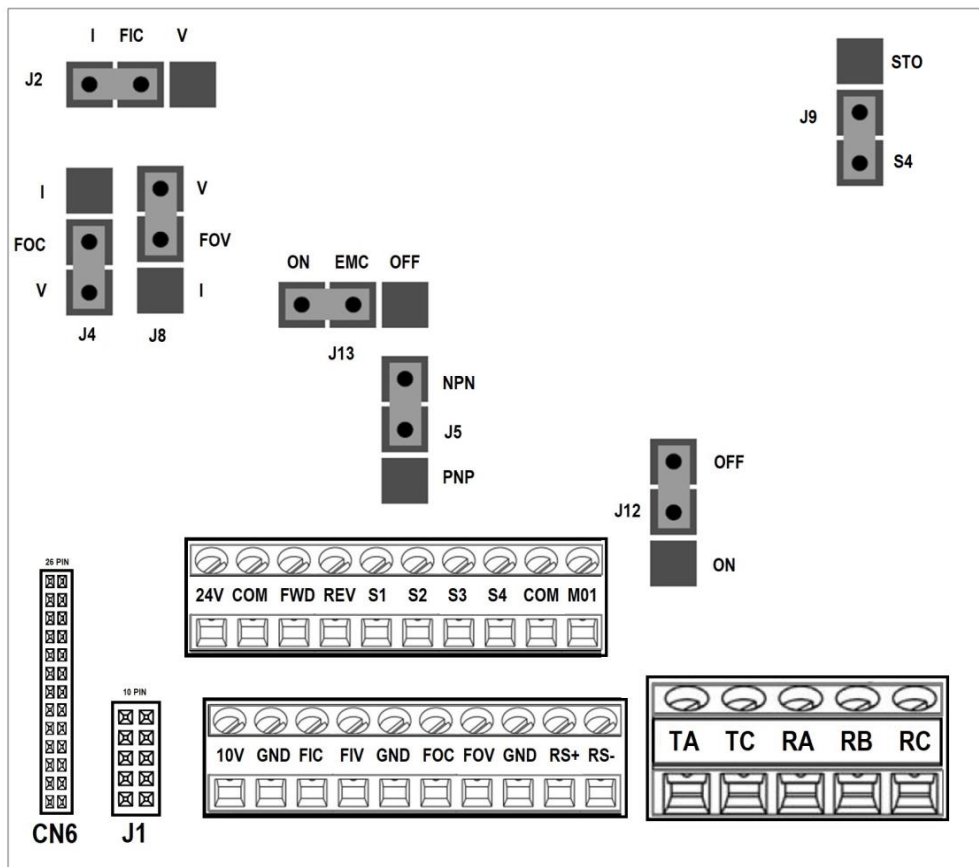 I FIC V
J2
STO
J9
S4
I V
FOC FOV
V I
J4 J8
ON EMC OFF
J13
NPN
J5
PNP
OFF
J12
ON
26 PIN
24V COM FWD REV S1 S2 S3 S4 COM M01
10 PIN
10V GND FIC FIV GND FOC FOV GND RS+ RS-
TA TC RA RB RC
CN6 J1